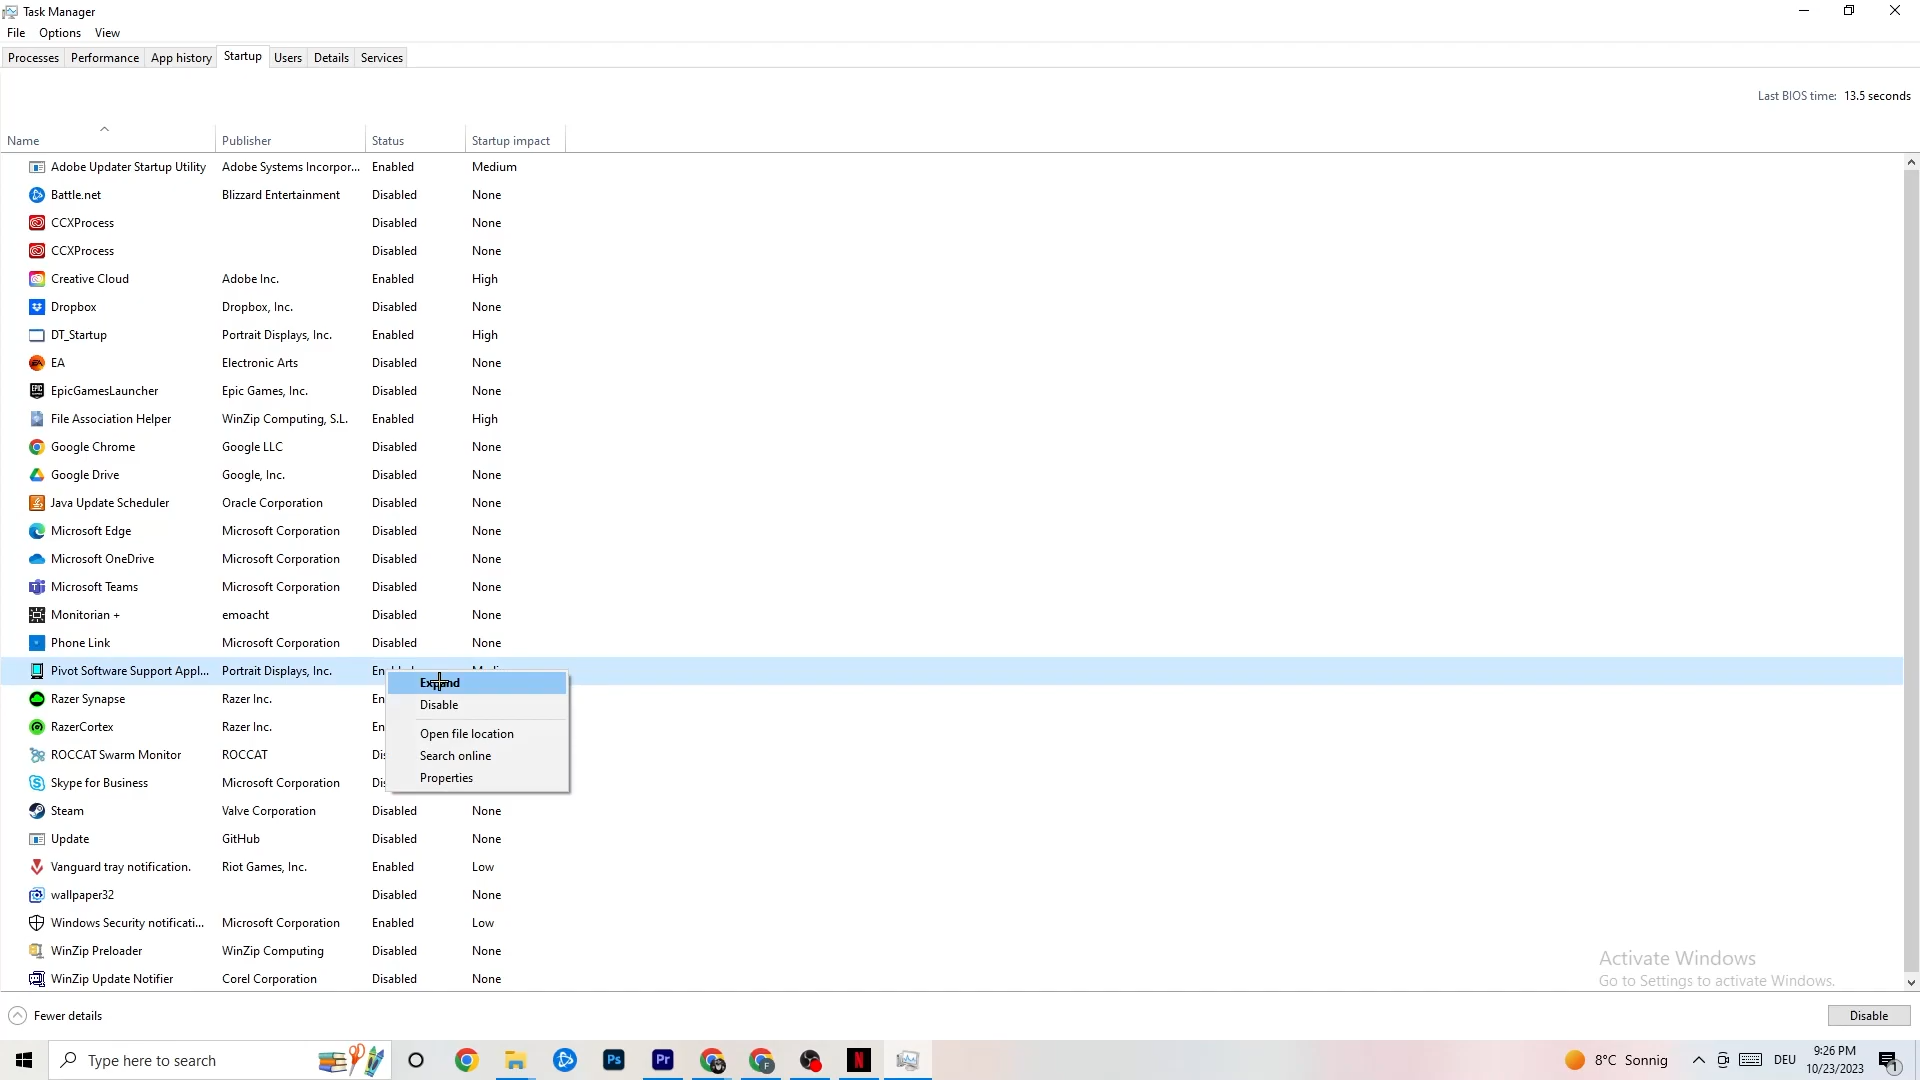 Task Manager
File Options View
Processes Performance App history Startup Users Details Services
Last BIOS time: 13.5 seconds
Name Publisher Status Startup impact
Adobe Updater Startup Utility Adobe Systems Incorpor... Enabled Medium
Battle.net Blizzard Entertainment Disabled None
CCXProcess Disabled None
CCXProcess Disabled None
Creative Cloud Adobe Inc. Enabled High
Dropbox Dropbox, Inc. Disabled None
DT_Startup Portrait Displays, Inc. Enabled High
EA Electronic Arts Disabled None
EpicGamesLauncher Epic Games, Inc. Disabled None
File Association Helper WinZip Computing, S.L. Enabled High
Google Chrome Google LLC Disabled None
Google Drive Google, Inc. Disabled None
Java Update Scheduler Oracle Corporation Disabled None
Microsoft Edge Microsoft Corporation Disabled None
Microsoft OneDrive Microsoft Corporation Disabled None
Microsoft Teams Microsoft Corporation Disabled None
Monitorian + emoacht Disabled None
Phone Link Microsoft Corporation Disabled None
Pivot Software Support Appl... Portrait Displays, Inc.
Expand
Razer Synapse Razer Inc. En
Disable
RazerCortex Razer Inc. En
Open file location
ROCCAT Swarm Monitor ROCCAT Dis
Search online
Skype for Business Microsoft Corporation Dis
Properties
Steam Valve Corporation Disabled None
Update GitHub Disabled None
Vanguard tray notification. Riot Games, Inc. Enabled Low
wallpaper32 Disabled None
Windows Security notificati... Microsoft Corporation Enabled Low
WinZip Preloader WinZip Computing Disabled None
WinZip Update Notifier Corel Corporation Disabled None
Activate Windows
Go to Settings to activate Windows.
Fewer details
Disable
Type here to search
Ps Pr F N
8°C Sonnig
DEU
9:26 PM
10/23/2023
1